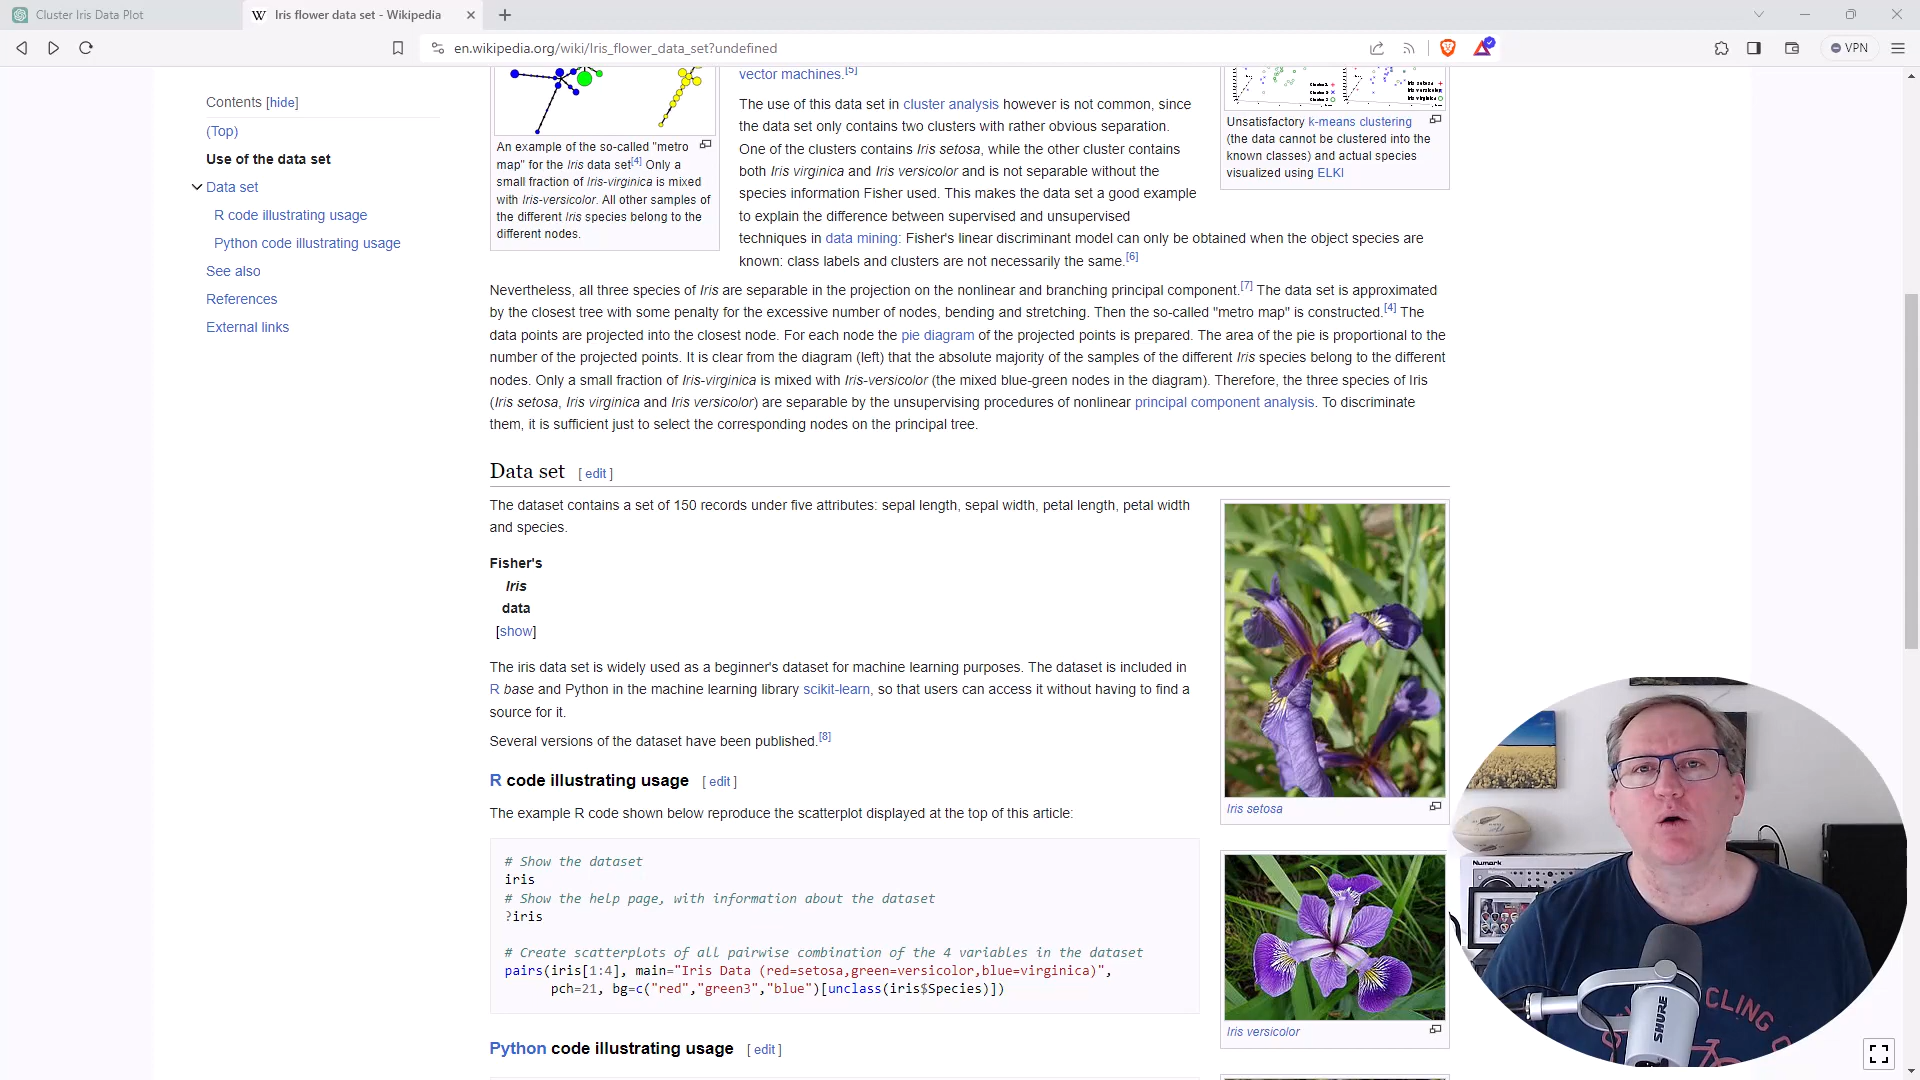 Cluster Iris Data Plot
Iris flower data set - Wikipedia
en.wikipedia.org/wiki/Iris_flower_data_set?undefined
VPN
Contents [hide]
(Top)
Use of the data set
Data set
R code illustrating usage
Python code illustrating usage
See also
References
External links
An example of the so-called "metro
map" for the Iris data set[4] Only a
small fraction of Iris-virginica is mixed
with Iris-versicolor. All other samples of
the different Iris species belong to the
different nodes.
vector machines.[5]
The use of this data set in cluster analysis however is not common, since
the data set only contains two clusters with rather obvious separation.
One of the clusters contains Iris setosa, while the other cluster contains
both Iris virginica and Iris versicolor and is not separable without the
species information Fisher used. This makes the data set a good example
to explain the difference between supervised and unsupervised
techniques in data mining: Fisher's linear discriminant model can only be obtained when the object species are
known: class labels and clusters are not necessarily the same.[6]
Unsatisfactory k-means clustering
(the data cannot be clustered into the
known classes) and actual species
visualized using ELKI
Nevertheless, all three species of Iris are separable in the projection on the nonlinear and branching principal component.[7] The data set is approximated
by the closest tree with some penalty for the excessive number of nodes, bending and stretching. Then the so-called "metro map" is constructed.[4] The
data points are projected into the closest node. For each node the pie diagram of the projected points is prepared. The area of the pie is proportional to the
number of the projected points. It is clear from the diagram (left) that the absolute majority of the samples of the different Iris species belong to the different
nodes. Only a small fraction of Iris-virginica is mixed with Iris-versicolor (the mixed blue-green nodes in the diagram). Therefore, the three species of Iris
(Iris setosa, Iris virginica and Iris versicolor) are separable by the unsupervising procedures of nonlinear principal component analysis. To discriminate
them, it is sufficient just to select the corresponding nodes on the principal tree.
Data set [ edit ]
The dataset contains a set of 150 records under five attributes: sepal length, sepal width, petal length, petal width
and species.
Fisher's
Iris
data
[show]
The iris data set is widely used as a beginner's dataset for machine learning purposes. The dataset is included in
R base and Python in the machine learning library scikit-learn, so that users can access it without having to find a
source for it.
Several versions of the dataset have been published.[8]
R code illustrating usage [ edit ]
The example R code shown below reproduce the scatterplot displayed at the top of this article:
# Show the dataset
iris
# Show the help page, with information about the dataset
?iris
# Create scatterplots of all pairwise combination of the 4 variables in the dataset
pairs(iris[1:4], main="Iris Data (red=setosa,green=versicolor,blue=virginica)",
pch=21, bg=c("red","green3","blue")[unclass(iris$Species)])
Python code illustrating usage [ edit ]
Iris setosa
Iris versicolor
Numark
SHURE
CLING